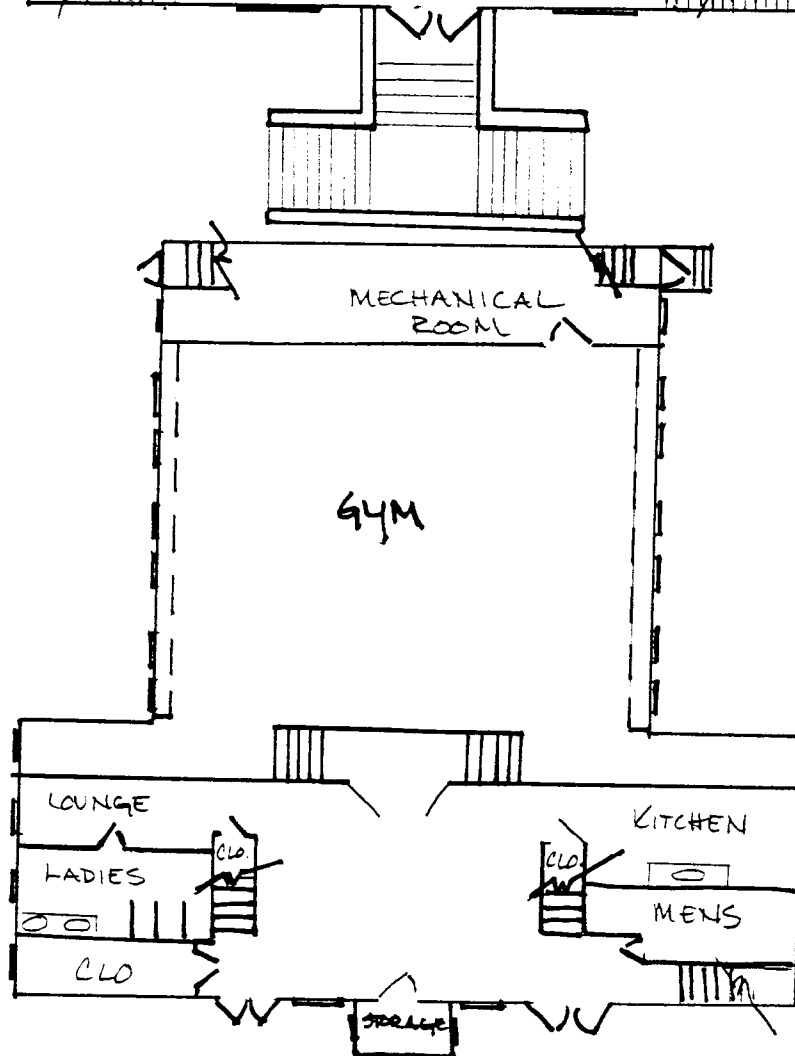 MECHANICAL
ROOM
GYM
LOUNGE
KITCHEN
CLO.
CLO
LADIES
MENS
CLO
STORAGE